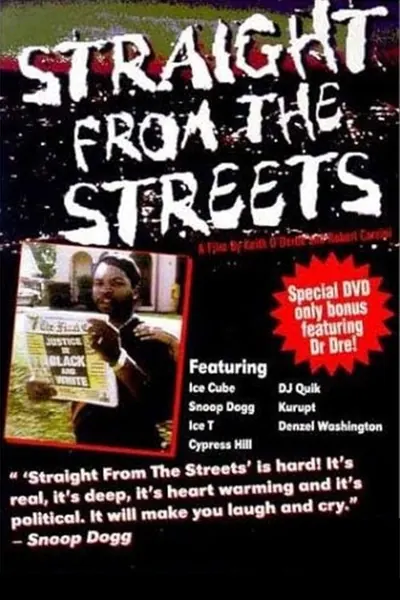 STRAIGHT
FROM THE
STREETS
A Film By Keith O'Derek and Robert Corsini
Special DVD
only bonus
featuring
Dr Dre!
The Final C
JUSTICE
IS
BLACK
AND
WHITE
Featuring
Ice Cube
Snoop Dogg
Ice T
Cypress Hill
DJ Quik
Kurupt
Denzel Washington
" 'Straight From The Streets' is hard! It's
real, it's deep, it's heart warming and it's
political. It will make you laugh and cry."
– Snoop Dogg